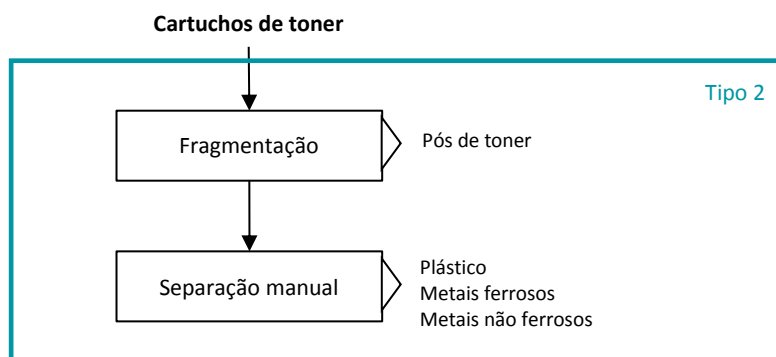 Cartuchos de toner
Tipo 2
Fragmentação
Pós de toner
Separação manual
Plástico
Metais ferrosos
Metais não ferrosos